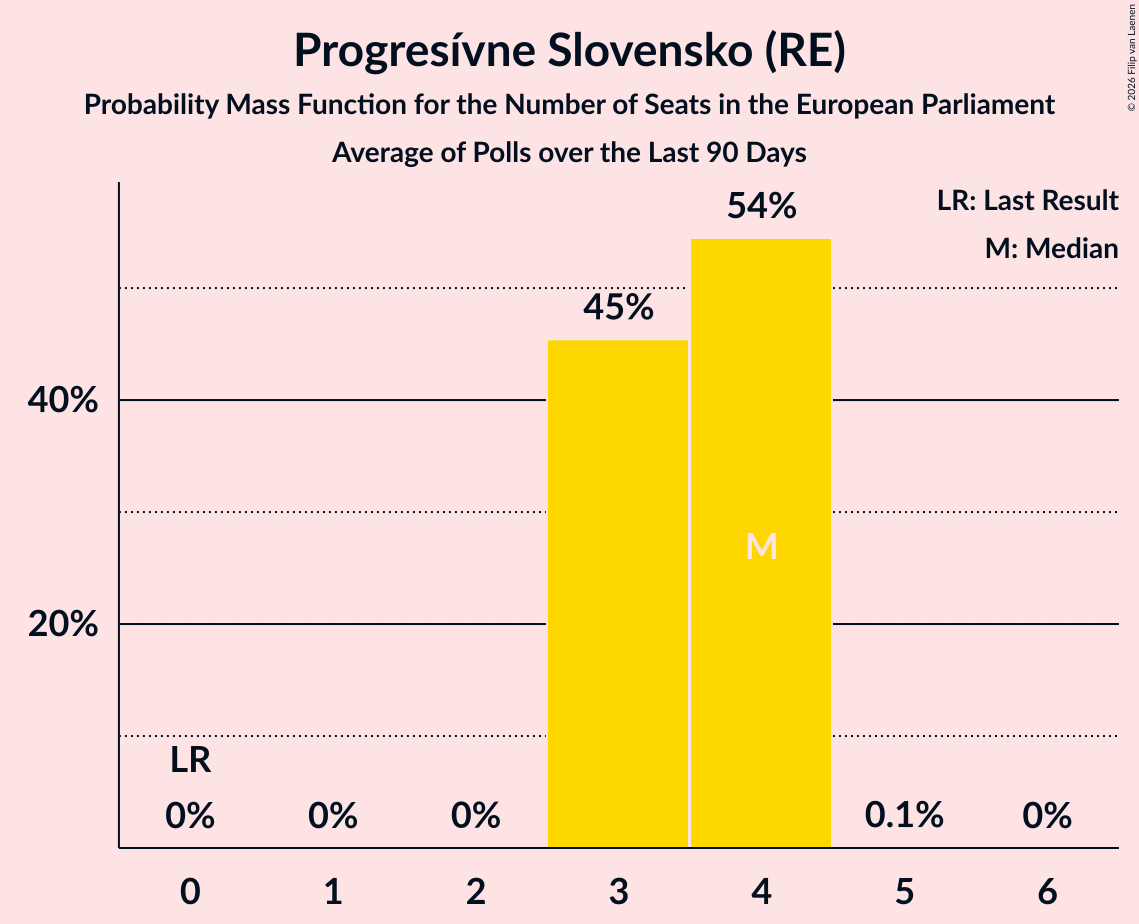 Progresívne Slovensko (RE)
Probability Mass Function for the Number of Seats in the European Parliament
Average of Polls over the Last 90 Days
© 2026 Filip van Laenen
LR: Last Result
M: Median
54%
45%
40%
M
20%
LR
0% 0% 0% 0.1% 0%
0 1 2 3 4 5 6